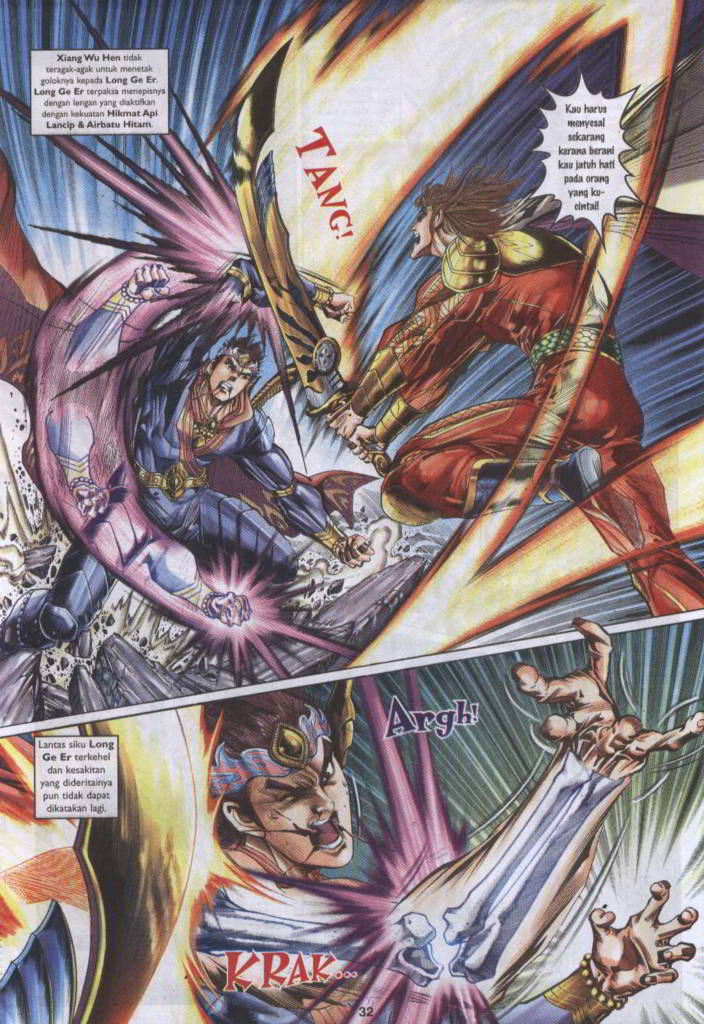 Xiang Wu Hen tidak
teragak-agak untuk menetak
goloknya kepada Long Ge Er.
Long Ge Er terpaksa menepisnya
dengan lengan yang diaktifkan
dengan kekuatan Hikmat Api
Lancip & Airbatu Hitam.
TANG!
Kau harus
menyesal
sekarang
kerana berani
kau jatuh hati
pada orang
yang ku-
cintai!
Argh!
Lantas siku Long
Ge Er terkehel
dan kesakitan
yang dideritainya
pun tidak dapat
dikatakan lagi.
KRAK...
32